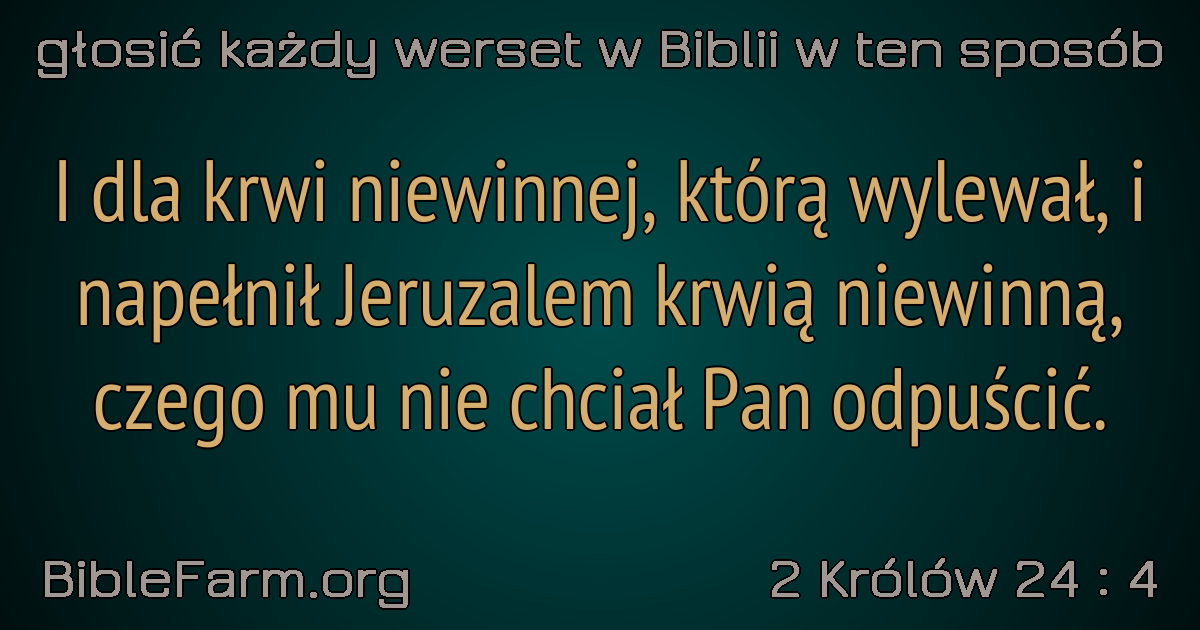 głosić każdy werset w Biblii w ten sposób
I dla krwi niewinnej, którą wylewał, i
napełnił Jeruzalem krwią niewinną,
czego mu nie chciał Pan odpuścić.
BibleFarm.org
2 Królów 24 : 4